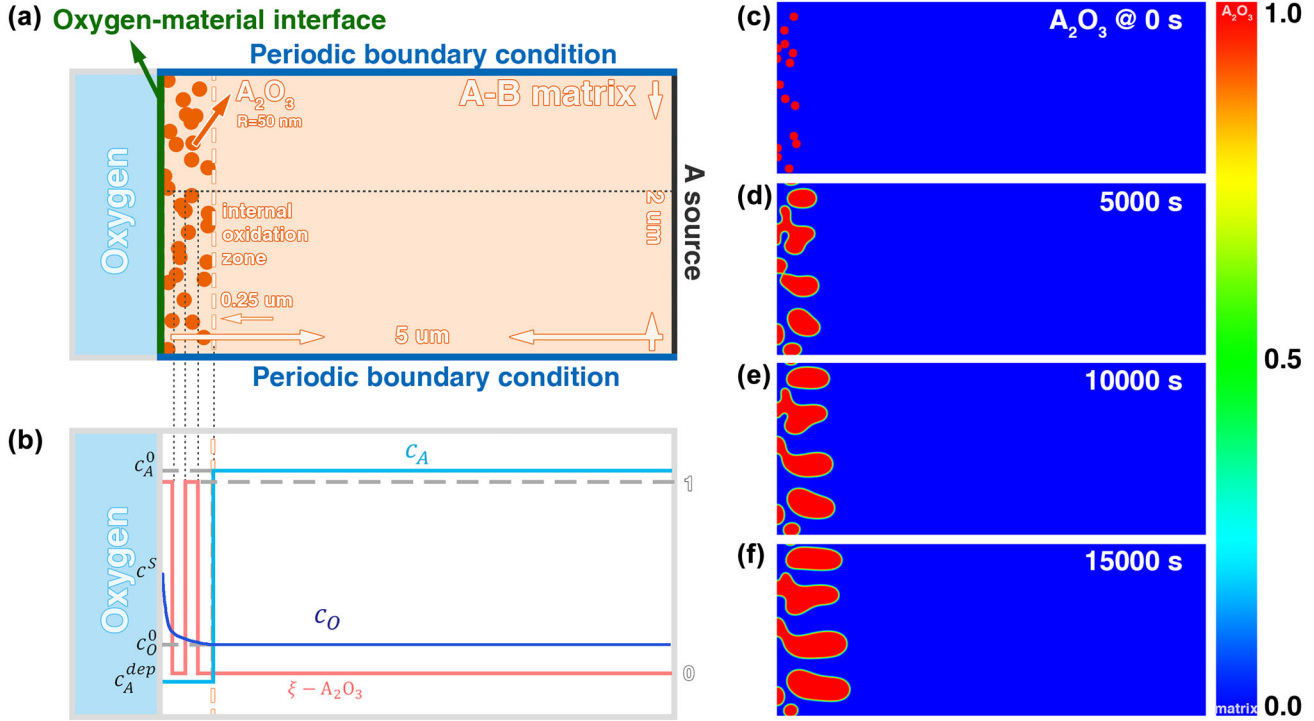 (a)
Oxygen-material interface
Periodic boundary condition
Oxygen
A₂O₃
R=50 nm
A-B matrix
internal
oxidation
zone
0.25 um
5 um
2 um
A source
Periodic boundary condition
(b)
Oxygen
c_A^0
c^S
c_O^0
c_A^dep
c_A
c_O
ξ − A₂O₃
1
0
(c)
A₂O₃ @ 0 s
(d)
5000 s
(e)
10000 s
(f)
15000 s
A₂O₃
1.0
0.5
matrix
0.0